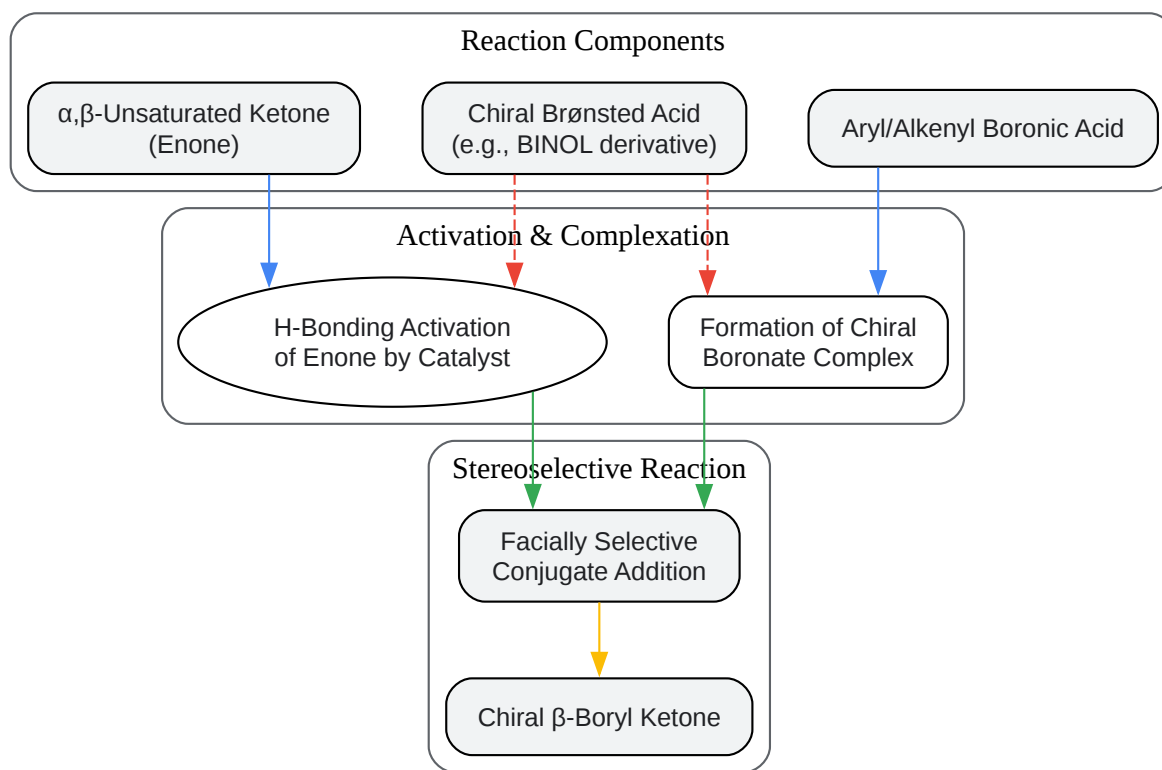 Reaction Components
α,β-Unsaturated Ketone
(Enone)
Chiral Brønsted Acid
(e.g., BINOL derivative)
Aryl/Alkenyl Boronic Acid
Activation & Complexation
H-Bonding Activation
of Enone by Catalyst
Formation of Chiral
Boronate Complex
Stereoselective Reaction
Facially Selective
Conjugate Addition
Chiral β-Boryl Ketone